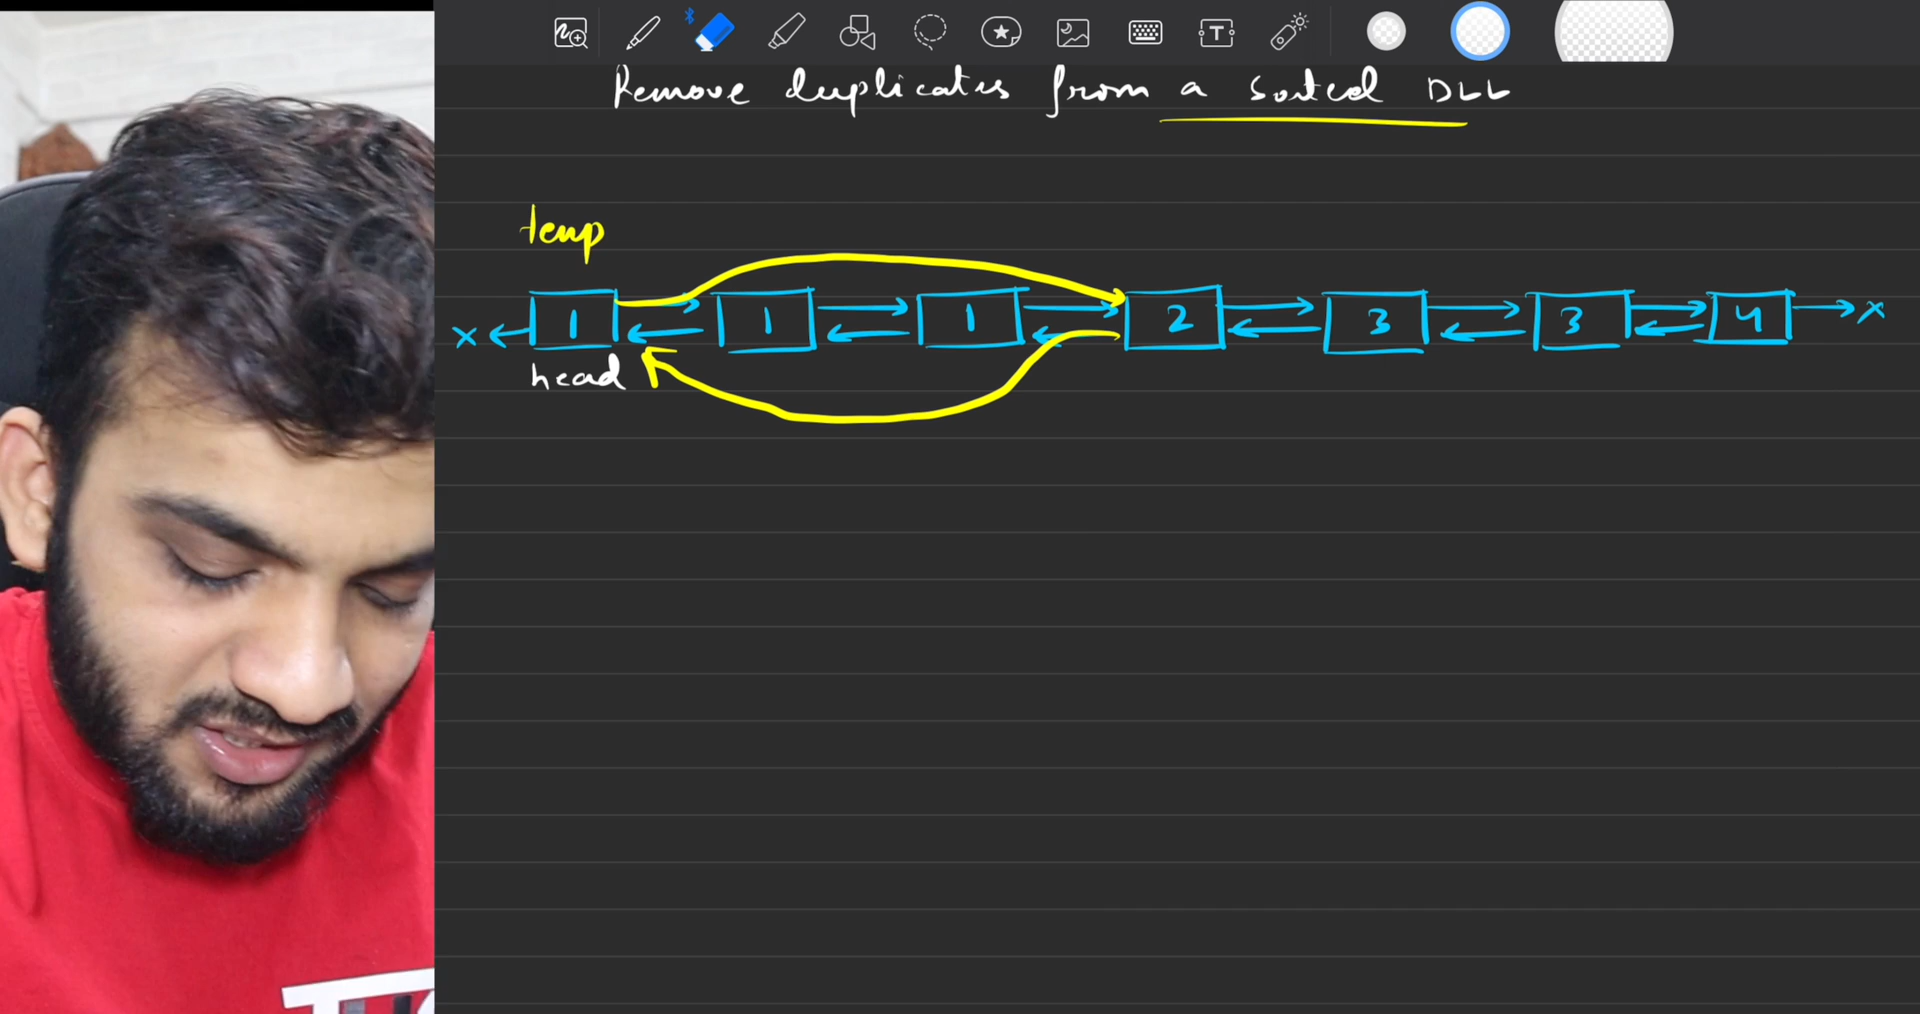 Remove duplicates from a sorted DLL
temp
x 1 1 1 2 3 3 4 x
head